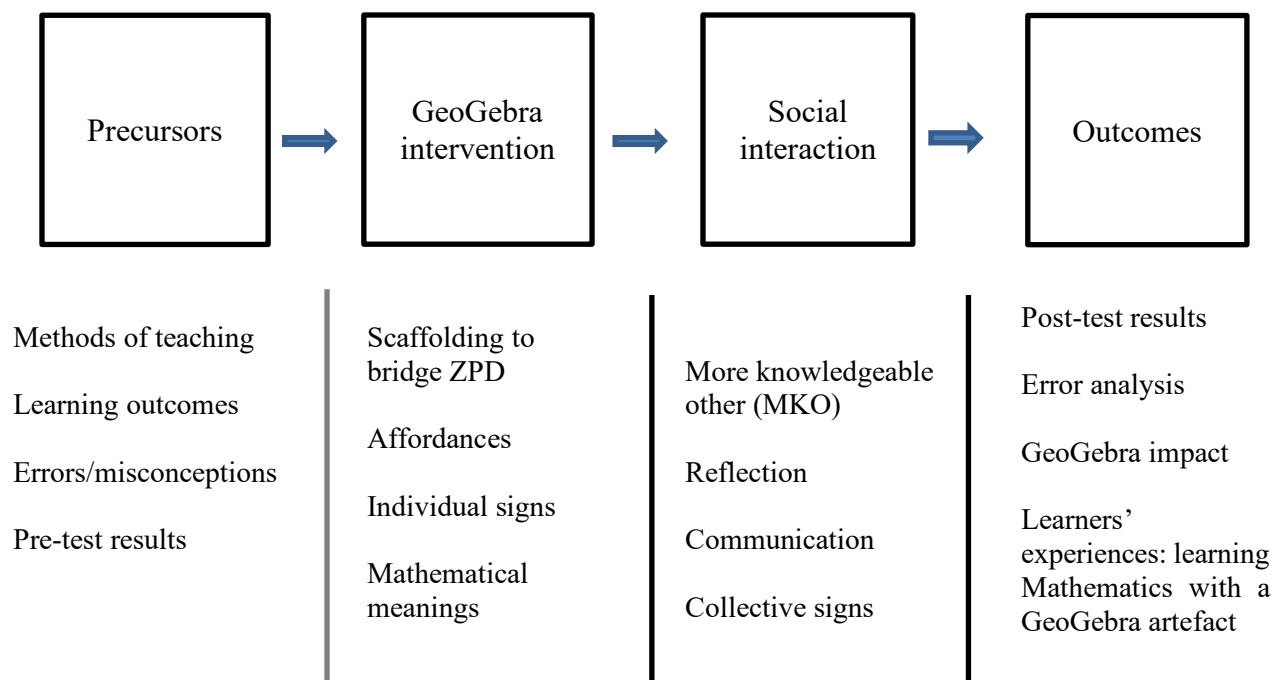 Precursors
GeoGebra
intervention
Social
interaction
Outcomes
Methods of teaching
Learning outcomes
Errors/misconceptions
Pre-test results
Scaffolding to
bridge ZPD
Affordances
Individual signs
Mathematical
meanings
More knowledgeable
other (MKO)
Reflection
Communication
Collective signs
Post-test results
Error analysis
GeoGebra impact
Learners’
experiences: learning
Mathematics with a
GeoGebra artefact